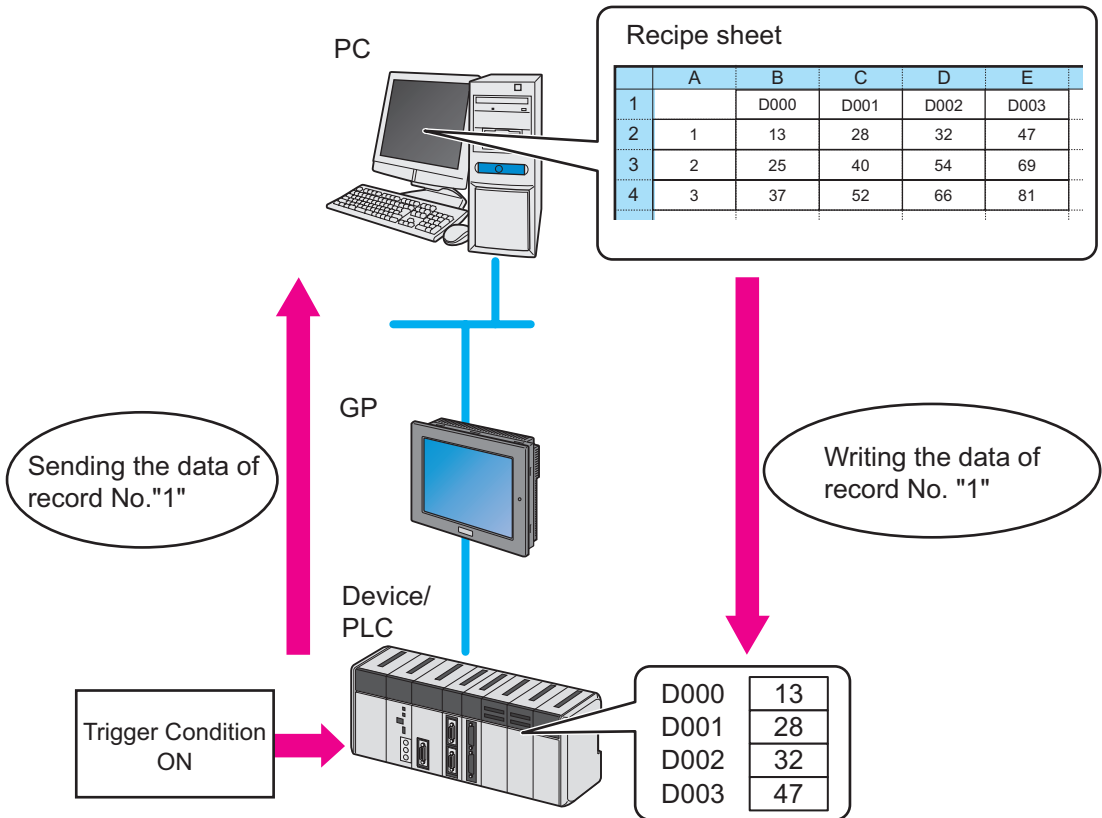 PC
Recipe sheet
A B C D E
1 D000 D001 D002 D003
2 1 13 28 32 47
3 2 25 40 54 69
4 3 37 52 66 81
GP
Sending the data of
record No."1"
Writing the data of
record No. "1"
Device/
PLC
Trigger Condition
ON
D000 13
D001 28
D002 32
D003 47